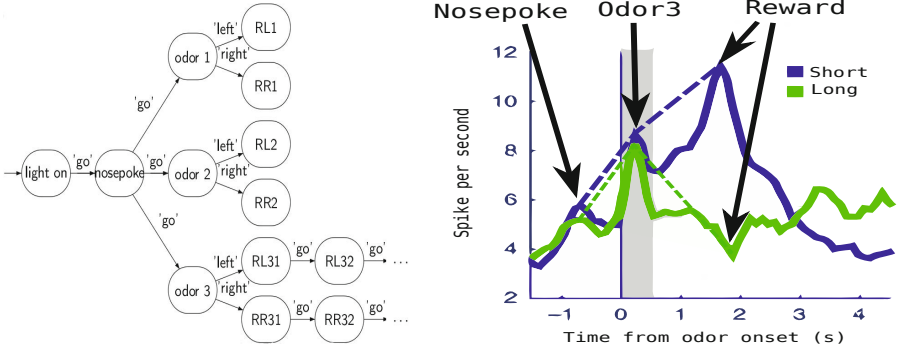 'left'
RL1
odor 1
'right'
RR1
'go'
light on
'go'
nosepoke
'go'
odor 2
'left'
RL2
'right'
RR2
'go'
odor 3
'left'
RL31
'go'
RL32
'go'
...
'right'
RR31
'go'
RR32
'go'
...
Nosepoke Odor3 Reward
Short
Long
Spike per second
12
10
8
6
4
2
-1 0 1 2 3 4
Time from odor onset (s)